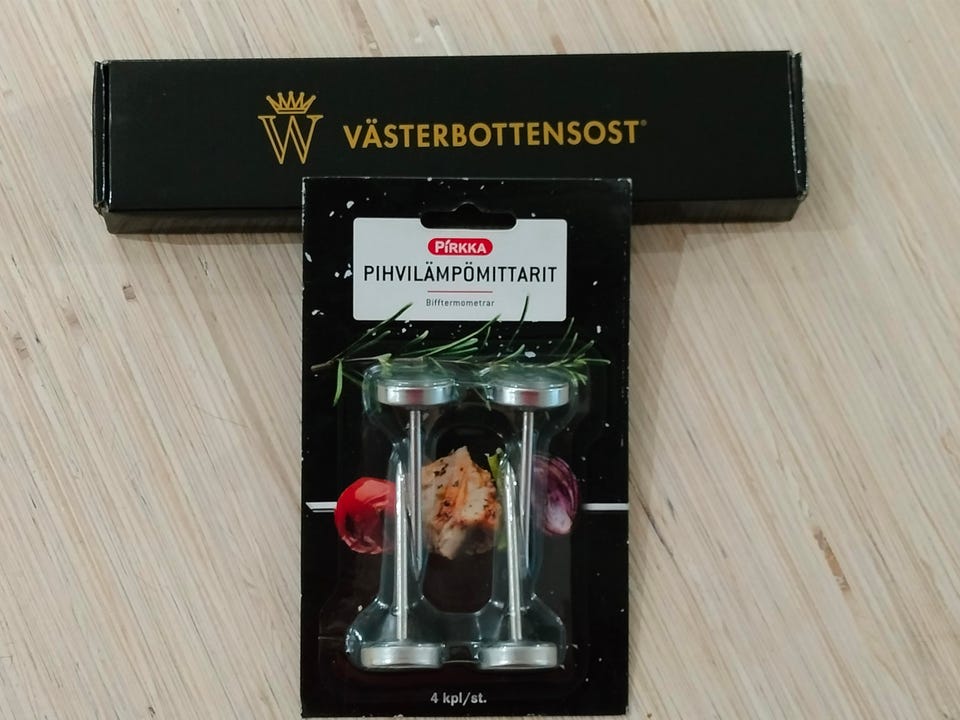 W VÄSTERBOTTENSOST®
PIRKKA
PIHVILÄMPÖMITTARIT
Bifftermometrar
4 kpl/st.